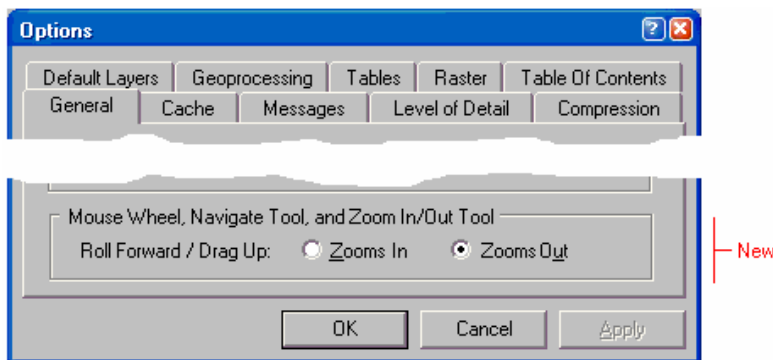 Options
Default Layers Geoprocessing Tables Raster Table Of Contents
General Cache Messages Level of Detail Compression
Mouse Wheel, Navigate Tool, and Zoom In/Out Tool
Roll Forward / Drag Up: Zooms In Zooms Out
New
OK Cancel Apply